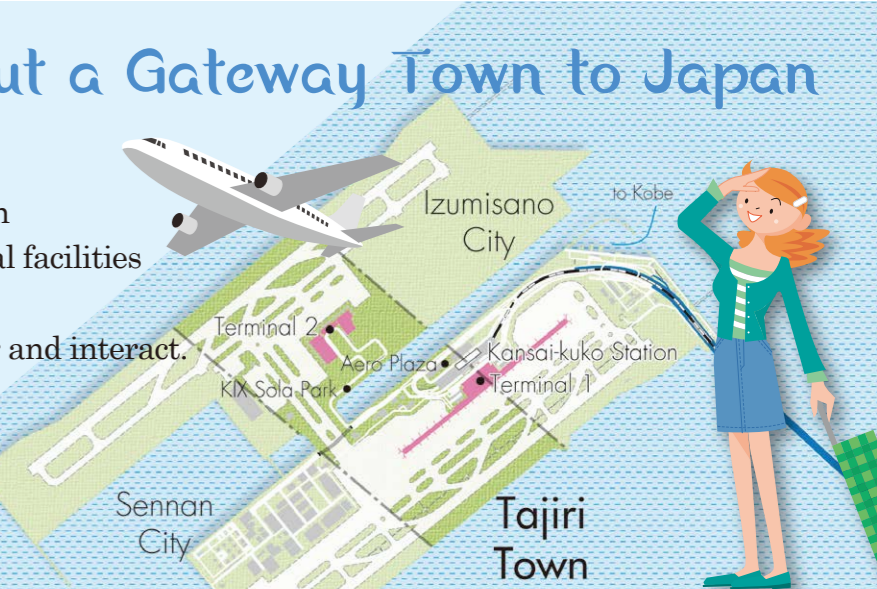 ut a Gateway Town to Japan
n
al facilities
and interact.
Izumisano
City
to Kobe
Terminal 2
Aero Plaza
Kansai-kuko Station
KIX Sola Park
Terminal 1
Sennan
City
Tajiri
Town